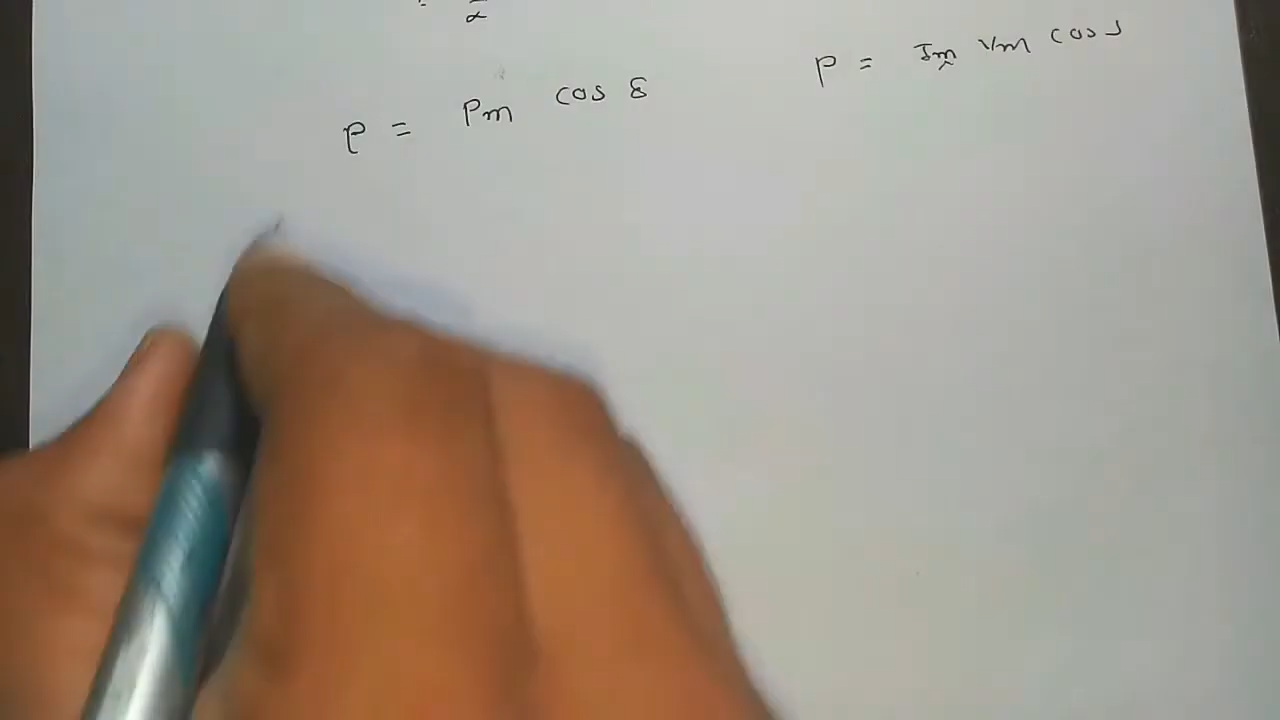 α
P = Pm cos δ
P = Im Vm cos δ